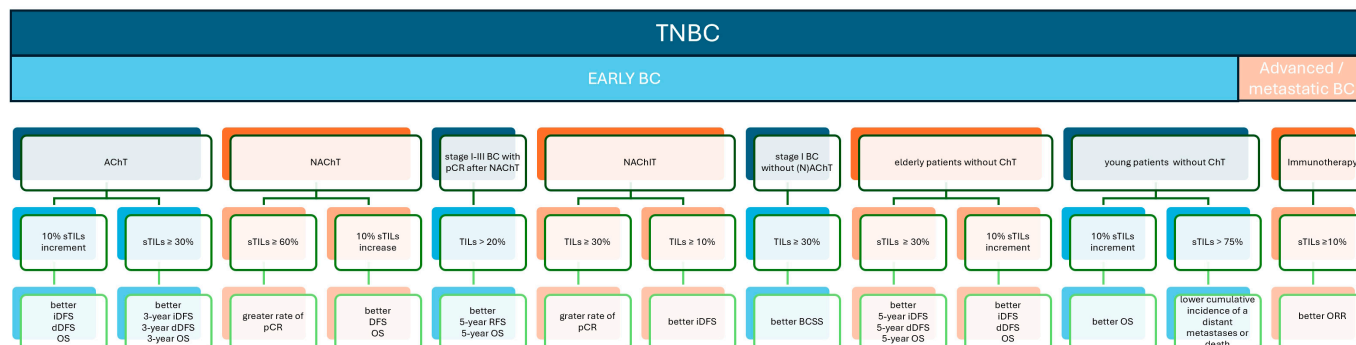 TNBC
EARLY BC
Advanced /
metastatic BC
AChT
NAChT
stage I-III BC with
pCR after NAChT
NAChIT
stage I BC
without (N)AChT
elderly patients without ChT
young patients without ChT
Immunotherapy
10% sTILs
increment
sTILs ≥ 30%
sTILs ≥ 60%
10% sTILs
increase
TILs > 20%
TILs ≥ 30%
TILs ≥ 10%
TILs ≥ 30%
sTILs ≥ 30%
10% sTILs
increment
10% sTILs
increment
sTILs > 75%
sTILs ≥10%
better
iDFS
dDFS
OS
better
3-year iDFS
3-year dDFS
3-year OS
greater rate of
pCR
better
DFS
OS
better
5-year RFS
5-year OS
grater rate of
pCR
better iDFS
better BCSS
better
5-year iDFS
5-year dDFS
5-year OS
better
iDFS
dDFS
OS
better OS
lower cumulative
incidence of a
distant
metastases or
death
better ORR